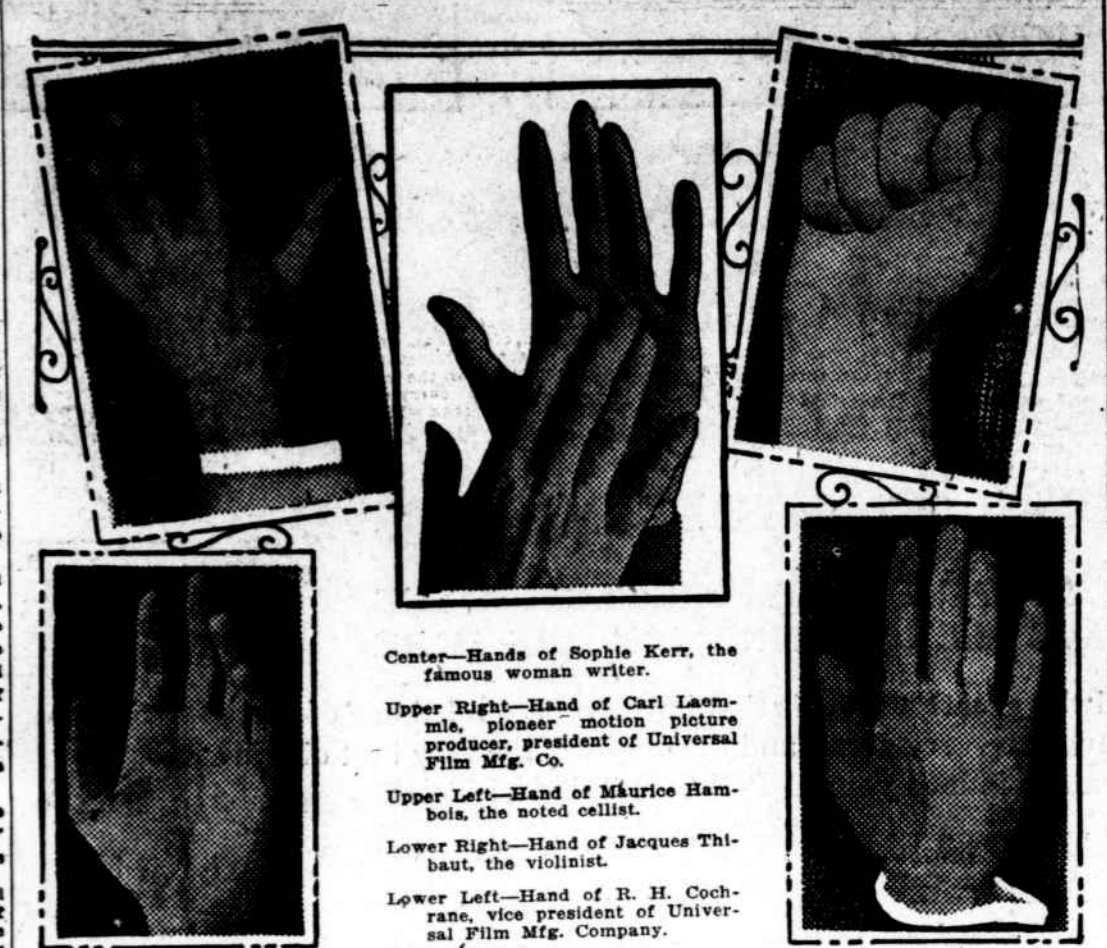 Center—Hands of Sophie Kerr, the
famous woman writer.
Upper Right—Hand of Carl Laem-
mle, pioneer motion picture
producer, president of Universal
Film Mfg. Co.
Upper Left—Hand of Maurice Ham-
bois, the noted cellist.
Lower Right—Hand of Jacques Thi-
baut, the violinist.
Lower Left—Hand of R. H. Coch-
rane, vice president of Univer-
sal Film Mfg. Company.